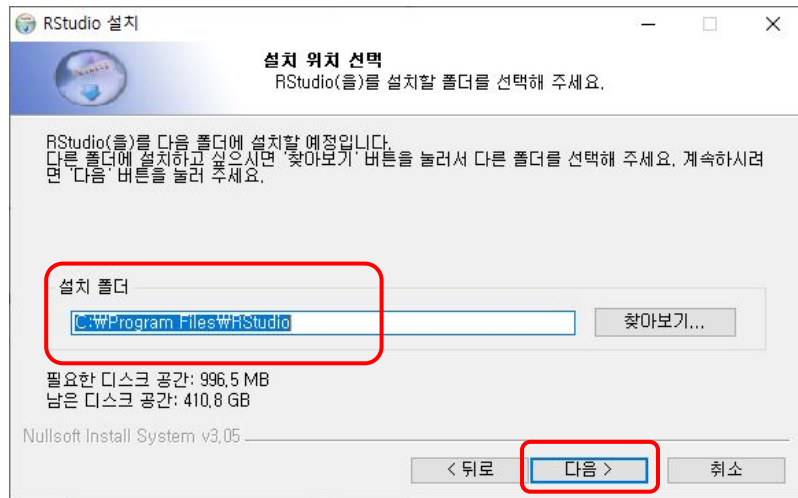 RStudio 설치
설치 위치 선택
RStudio(을)를 설치할 폴더를 선택해 주세요.
RStudio(을)를 다음 폴더에 설치할 예정입니다.
다른 폴더에 설치하고 싶으시면 '찾아보기' 버튼을 눌러서 다른 폴더를 선택해 주세요. 계속하시려
면 '다음' 버튼을 눌러 주세요.
설치 폴더
C:₩Program Files₩RStudio
찾아보기...
필요한 디스크 공간: 996.5 MB
남은 디스크 공간: 410.8 GB
Nullsoft Install System v3.05
< 뒤로
다음 >
취소